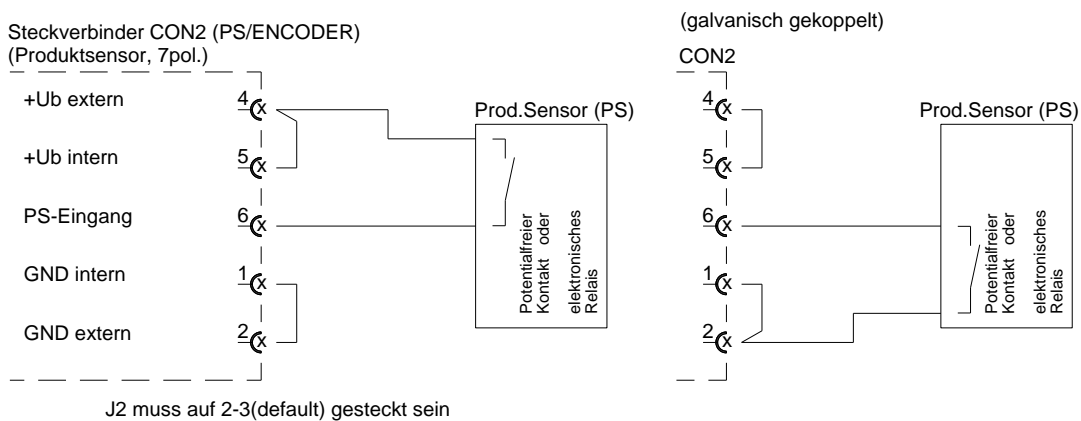 Steckverbinder CON2 (PS/ENCODER)
(Produktsensor, 7pol.)
+Ub extern
4
x
+Ub intern
5
x
PS-Eingang
6
x
GND intern
1
x
GND extern
2
x
Prod.Sensor (PS)
Potentialfreier
Kontakt oder
elektronisches
Relais
J2 muss auf 2-3(default) gesteckt sein
(galvanisch gekoppelt)
CON2
4
x
5
x
6
x
1
x
2
x
Prod.Sensor (PS)
Potentialfreier
Kontakt oder
elektronisches
Relais